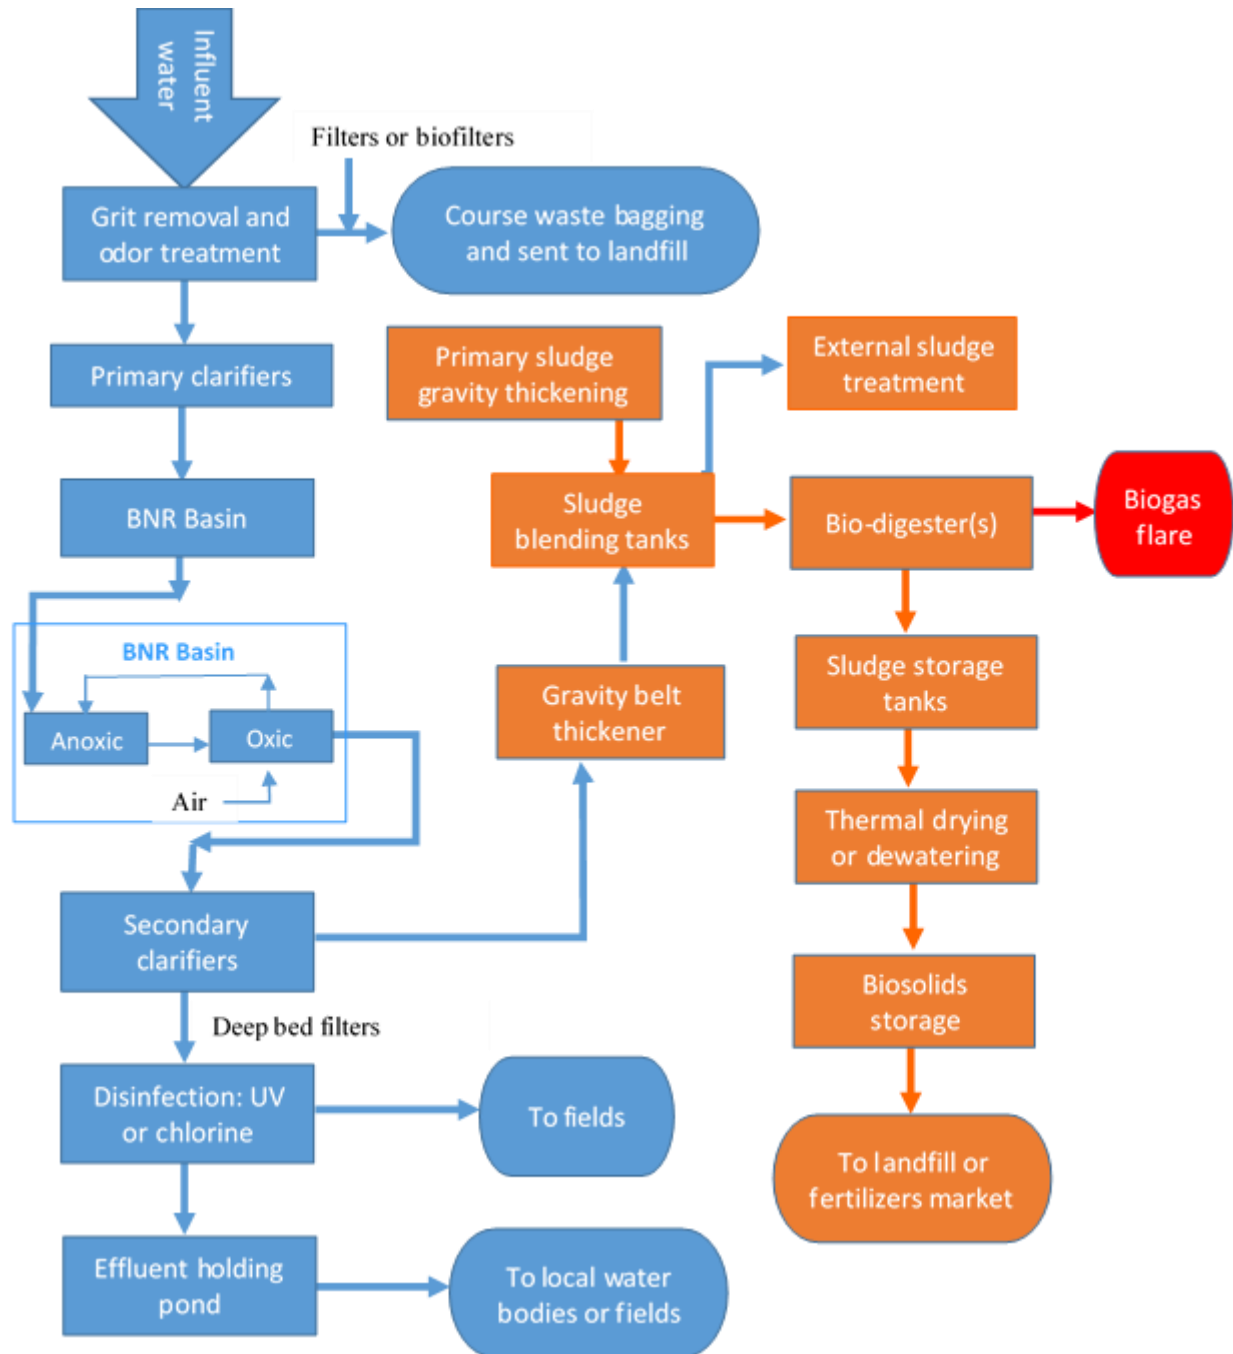 Influent
water
Filters or biofilters
Grit removal and
odor treatment
Course waste bagging
and sent to landfill
Primary clarifiers
Primary sludge
gravity thickening
External sludge
treatment
BNR Basin
Sludge
blending tanks
Bio-digester(s)
Biogas
flare
BNR Basin
Anoxic
Oxic
Air
Gravity belt
thickener
Sludge storage
tanks
Thermal drying
or dewatering
Secondary
clarifiers
Biosolids
storage
Deep bed filters
Disinfection: UV
or chlorine
To fields
To landfill or
fertilizers market
Effluent holding
pond
To local water
bodies or fields